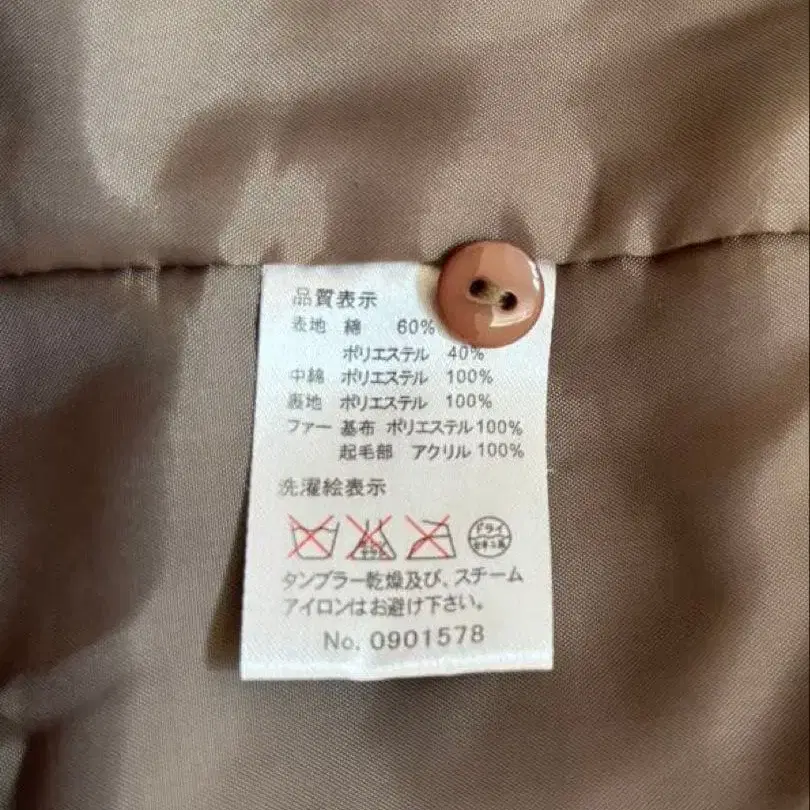 品質表示
表地 綿 60%
ポリエステル 40%
中綿 ポリエステル 100%
裏地 ポリエステル 100%
ファー 基布 ポリエステル100%
起毛部 アクリル 100%
洗濯絵表示
ドライ
タンブラー乾燥及び、スチーム
アイロンはお避け下さい。
No. 0901578